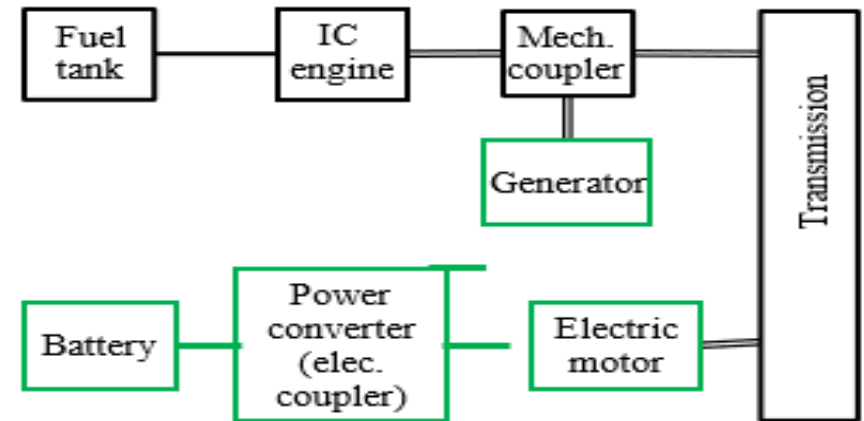 Fuel
tank
IC
engine
Mech.
coupler
Transmission
Generator
Battery
Power
converter
(elec.
coupler)
Electric
motor